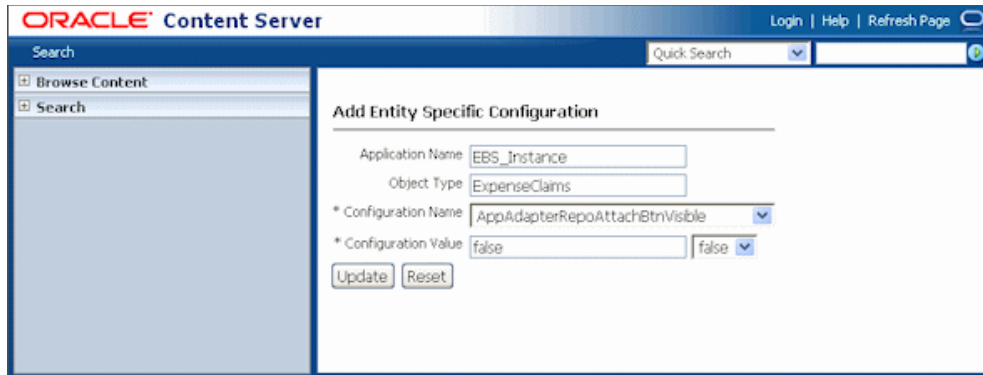 ORACLE Content Server
Login | Help | Refresh Page
Search
Quick Search
Browse Content
Search
Add Entity Specific Configuration
Application Name EBS_Instance
Object Type ExpenseClaims
* Configuration Name AppAdapterRepoAttachBtnVisible
* Configuration Value false false
Update Reset